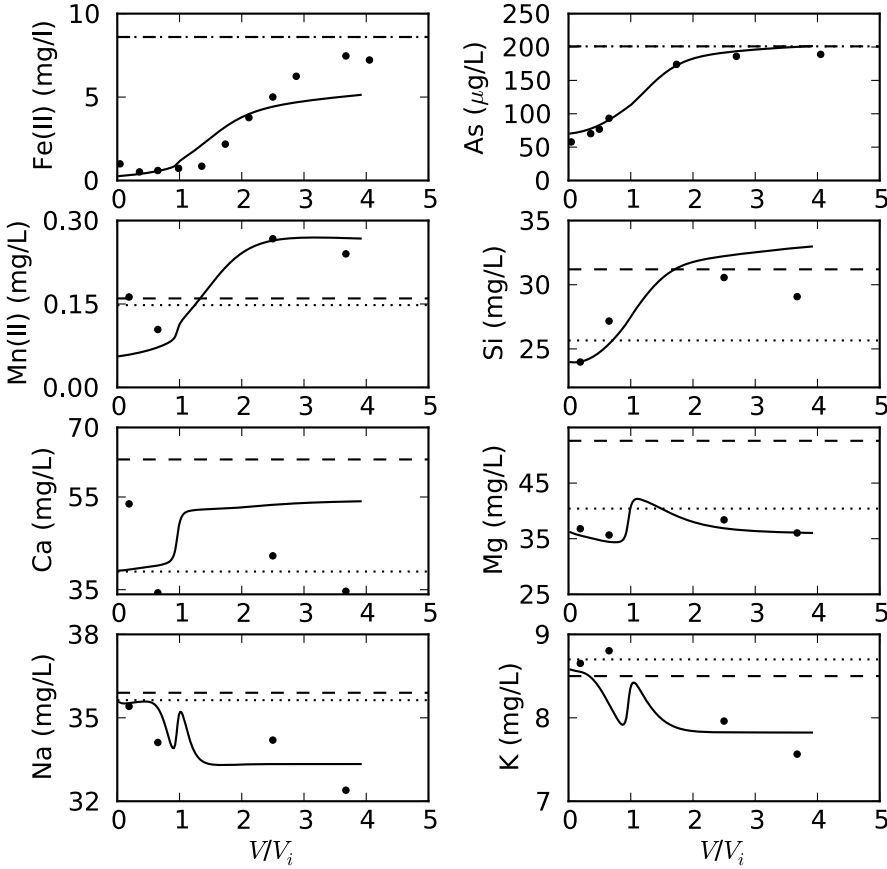 Fe(II) (mg/l)
10
5
0
0 1 2 3 4 5
As (μg/L)
250
200
150
100
50
0
0 1 2 3 4 5
Mn(II) (mg/L)
0.30
0.15
0.00
0 1 2 3 4 5
Si (mg/L)
35
31
25
0 1 2 3 4 5
Ca (mg/L)
70
55
35
0 1 2 3 4 5
Mg (mg/L)
45
35
25
0 1 2 3 4 5
Na (mg/L)
38
35
32
0 1 2 3 4 5
V/Vi
K (mg/L)
9
8
7
0 1 2 3 4 5
V/Vi